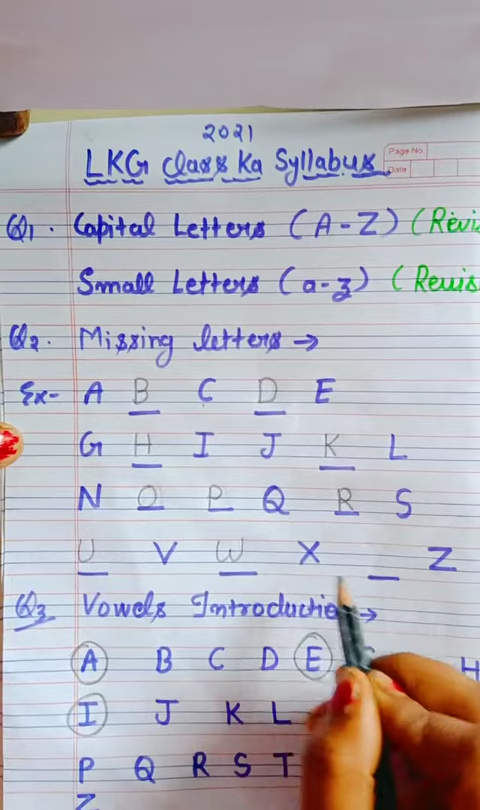 2021
LKG Class Ka Syllabus
Page No.
Date
Q1. Capital Letters (A-Z)
Small Letters (a-z)
Q2. Missing letters →
Ex- A B C D E
G H I J K L
N O P Q R S
U V W X _ Z
Q3 Vowels Introduction →
A B C D E H
I J K L
P Q R S T
Z